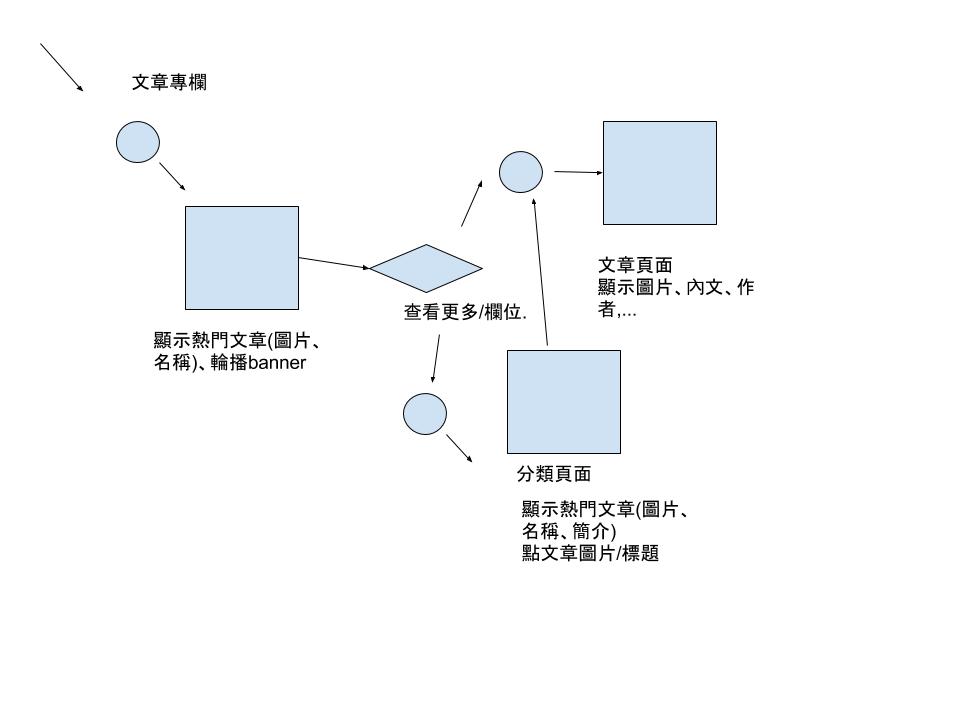 文章專欄
文章頁面
顯示圖片、內文、作
者,...
查看更多/欄位.
顯示熱門文章(圖片、
名稱)、輪播banner
分類頁面
顯示熱門文章(圖片、
名稱、簡介)
點文章圖片/標題